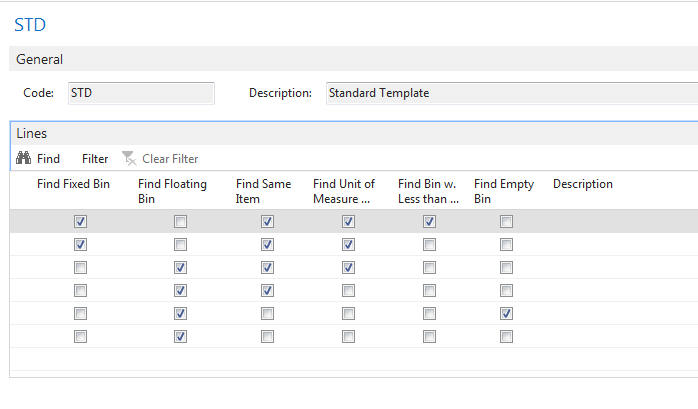 STD
General
Code: STD Description: Standard Template
Lines
Find Filter Clear Filter
Find Fixed Bin Find Floating Bin Find Same Item Find Unit of Measure ... Find Bin w. Less than ... Find Empty Bin Description